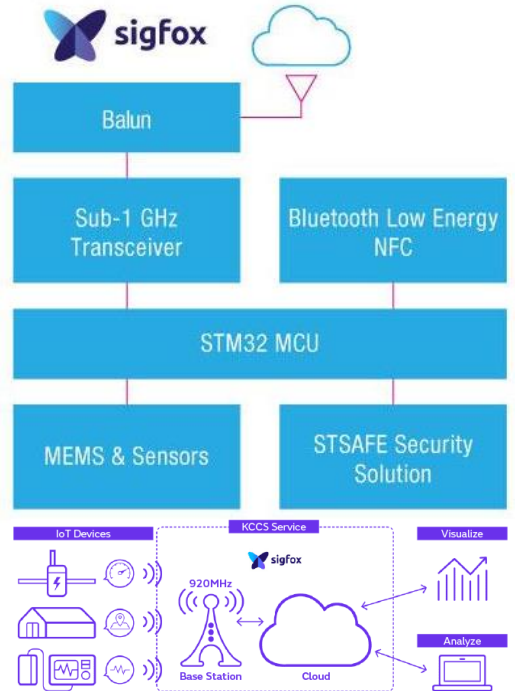 sigfox
Balun
Sub-1 GHz
Transceiver
Bluetooth Low Energy
NFC
STM32 MCU
MEMS & Sensors
STSAFE Security
Solution
IoT Devices
KCCS Service
Visualize
sigfox
920MHz
Base Station
Cloud
Analyze